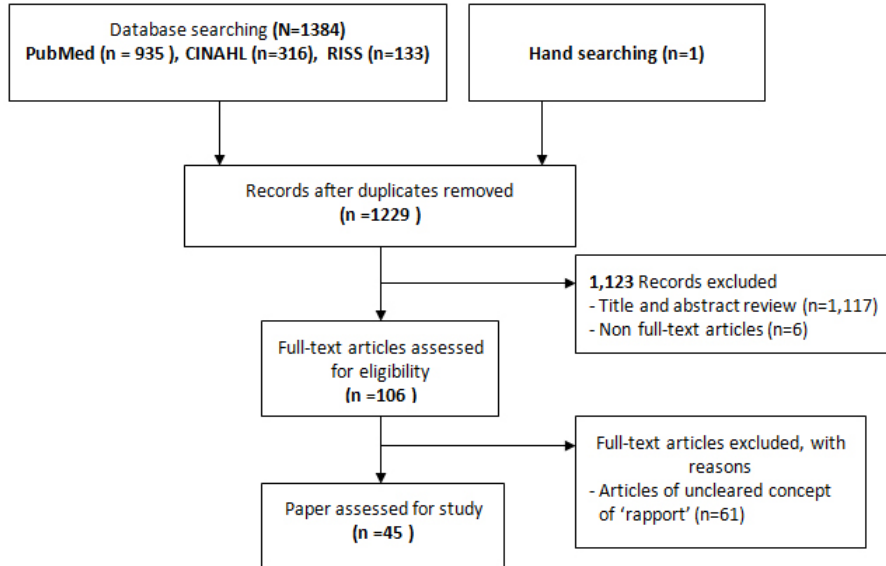 Database searching (N=1384)
PubMed (n = 935 ), CINAHL (n=316),  RISS (n=133)
Hand searching (n=1)
Records after duplicates removed
(n =1229 )
1,123 Records excluded
- Title and abstract review (n=1,117)
- Non full-text articles (n=6)
Full-text articles assessed
for eligibility
(n =106 )
Full-text articles excluded, with
reasons
- Articles of uncleared concept
of ‘rapport’ (n=61)
Paper assessed for study
(n =45 )